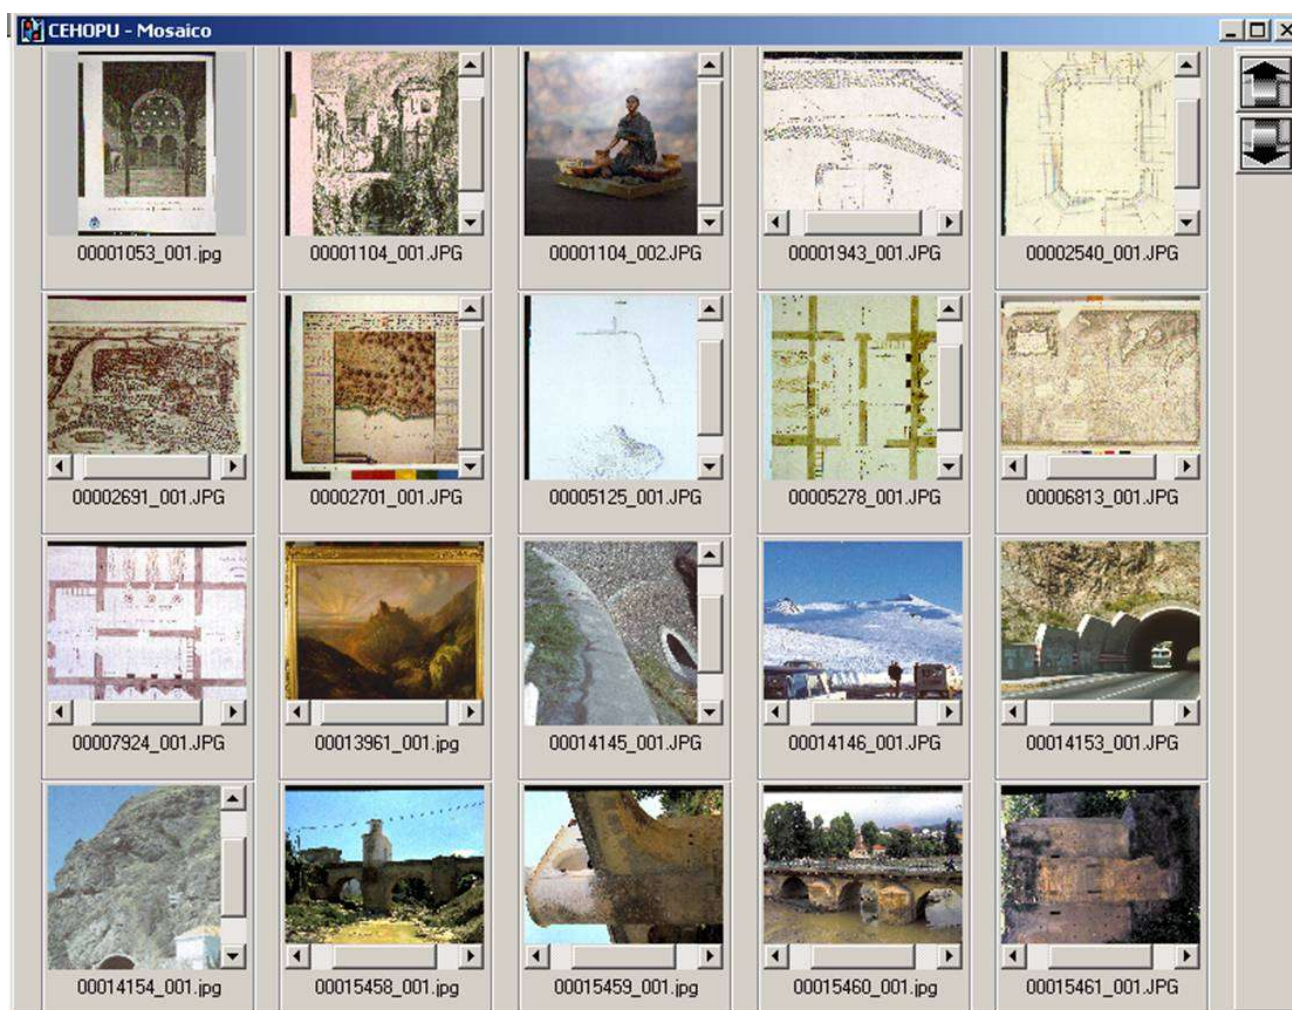 CEHOPU - Mosaico
00001053_001.jpg
00001104_001.JPG
00001104_002.JPG
00001943_001.JPG
00002540_001.JPG
00002691_001.JPG
00002701_001.JPG
00005125_001.JPG
00005278_001.JPG
00006813_001.JPG
00007924_001.JPG
00013961_001.jpg
00014145_001.JPG
00014146_001.JPG
00014153_001.JPG
00014154_001.jpg
00015458_001.jpg
00015459_001.jpg
00015460_001.jpg
00015461_001.JPG